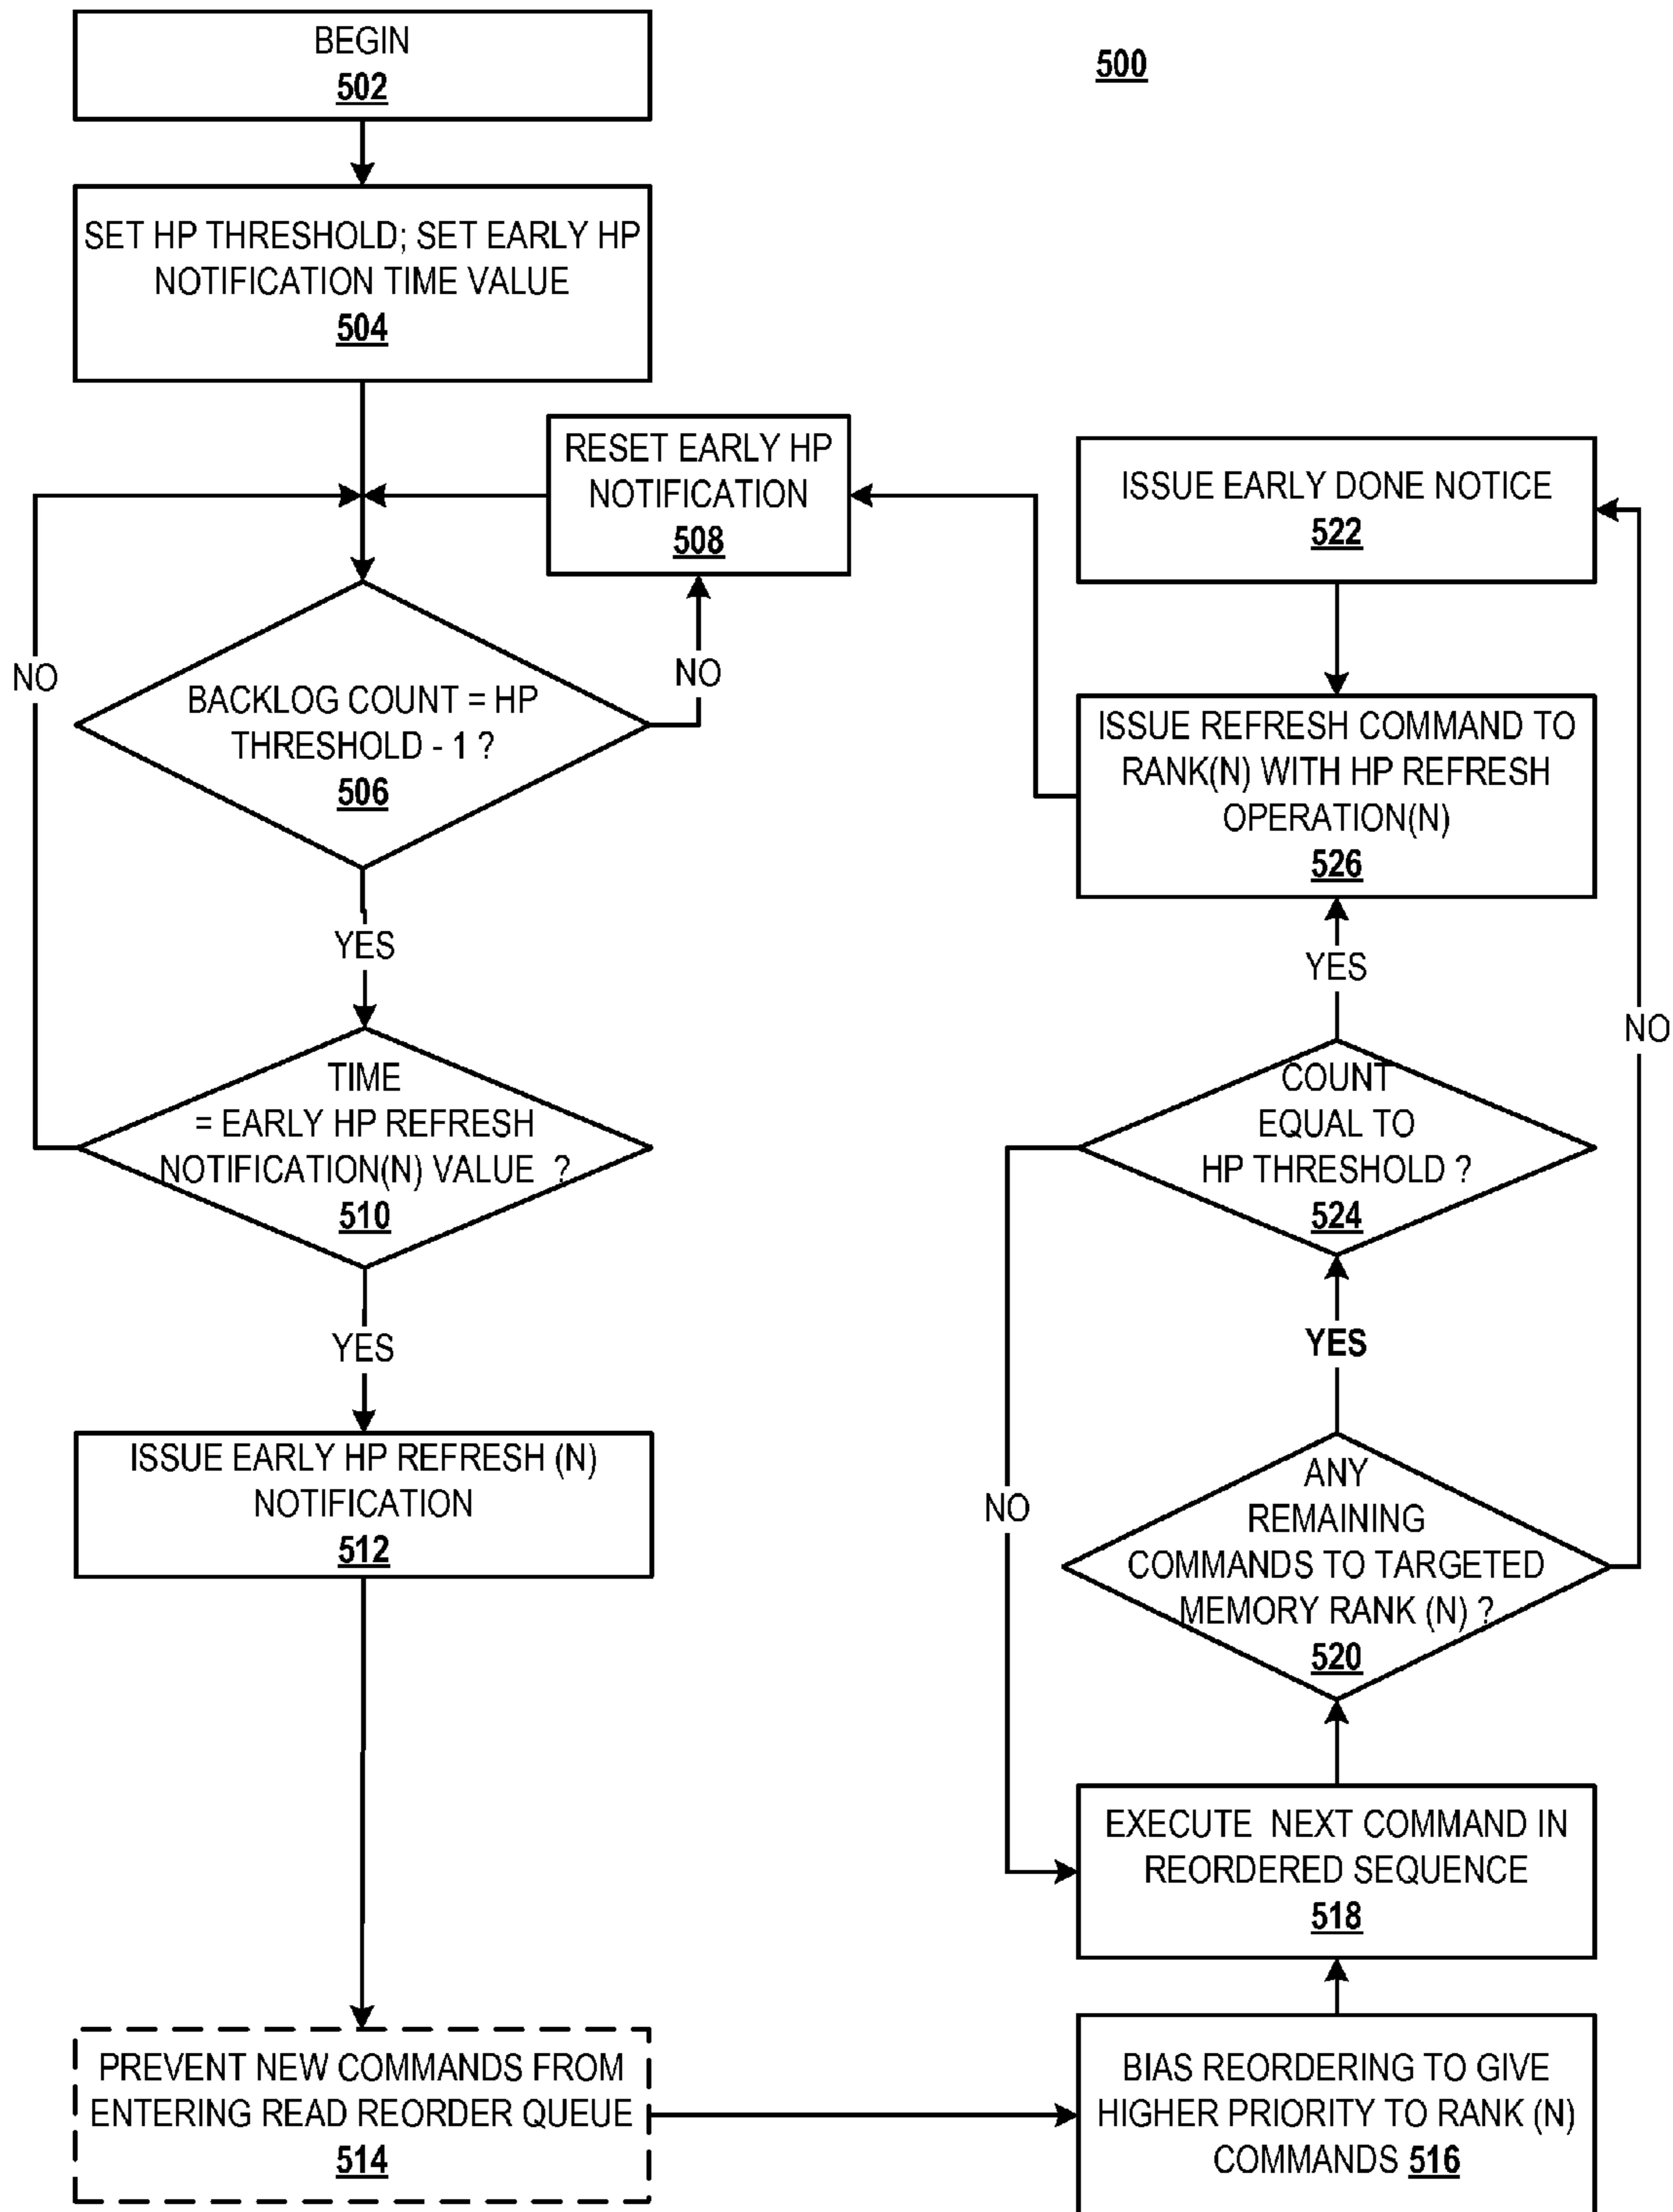 BEGIN
502
500
SET HP THRESHOLD; SET EARLY HP
NOTIFICATION TIME VALUE
504
RESET EARLY HP
NOTIFICATION
508
ISSUE EARLY DONE NOTICE
522
NO
NO
BACKLOG COUNT = HP
THRESHOLD - 1 ?
506
ISSUE REFRESH COMMAND TO
RANK(N) WITH HP REFRESH
OPERATION(N)
526
YES
YES
NO
TIME
= EARLY HP REFRESH
NOTIFICATION(N) VALUE ?
510
COUNT
EQUAL TO
HP THRESHOLD ?
524
YES
YES
ISSUE EARLY HP REFRESH (N)
NOTIFICATION
512
NO
ANY
REMAINING
COMMANDS TO TARGETED
MEMORY RANK (N) ?
520
EXECUTE NEXT COMMAND IN
REORDERED SEQUENCE
518
PREVENT NEW COMMANDS FROM
ENTERING READ REORDER QUEUE
514
BIAS REORDERING TO GIVE
HIGHER PRIORITY TO RANK (N)
COMMANDS 516